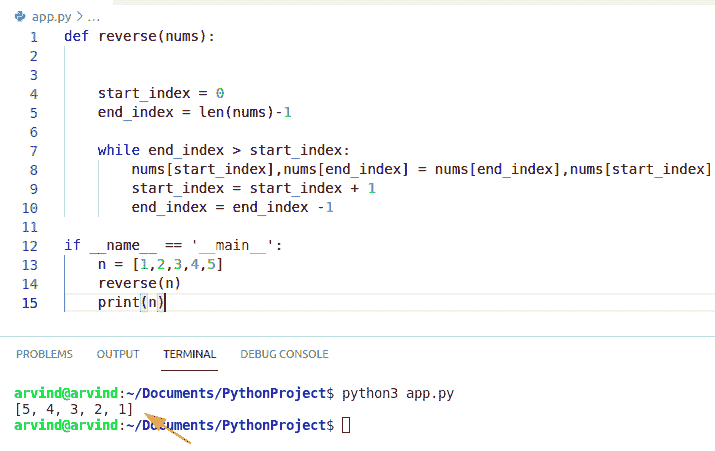 app.py > ...
1 def reverse(nums):
2
3
4     start_index = 0
5     end_index = len(nums)-1
6
7     while end_index > start_index:
8         nums[start_index],nums[end_index] = nums[end_index],nums[start_index]
9         start_index = start_index + 1
10         end_index = end_index -1
11
12 if __name__ == '__main__':
13     n = [1,2,3,4,5]
14     reverse(n)
15     print(n)
PROBLEMS OUTPUT TERMINAL DEBUG CONSOLE
arvind@arvind:~/Documents/PythonProject$ python3 app.py
[5, 4, 3, 2, 1]
arvind@arvind:~/Documents/PythonProject$